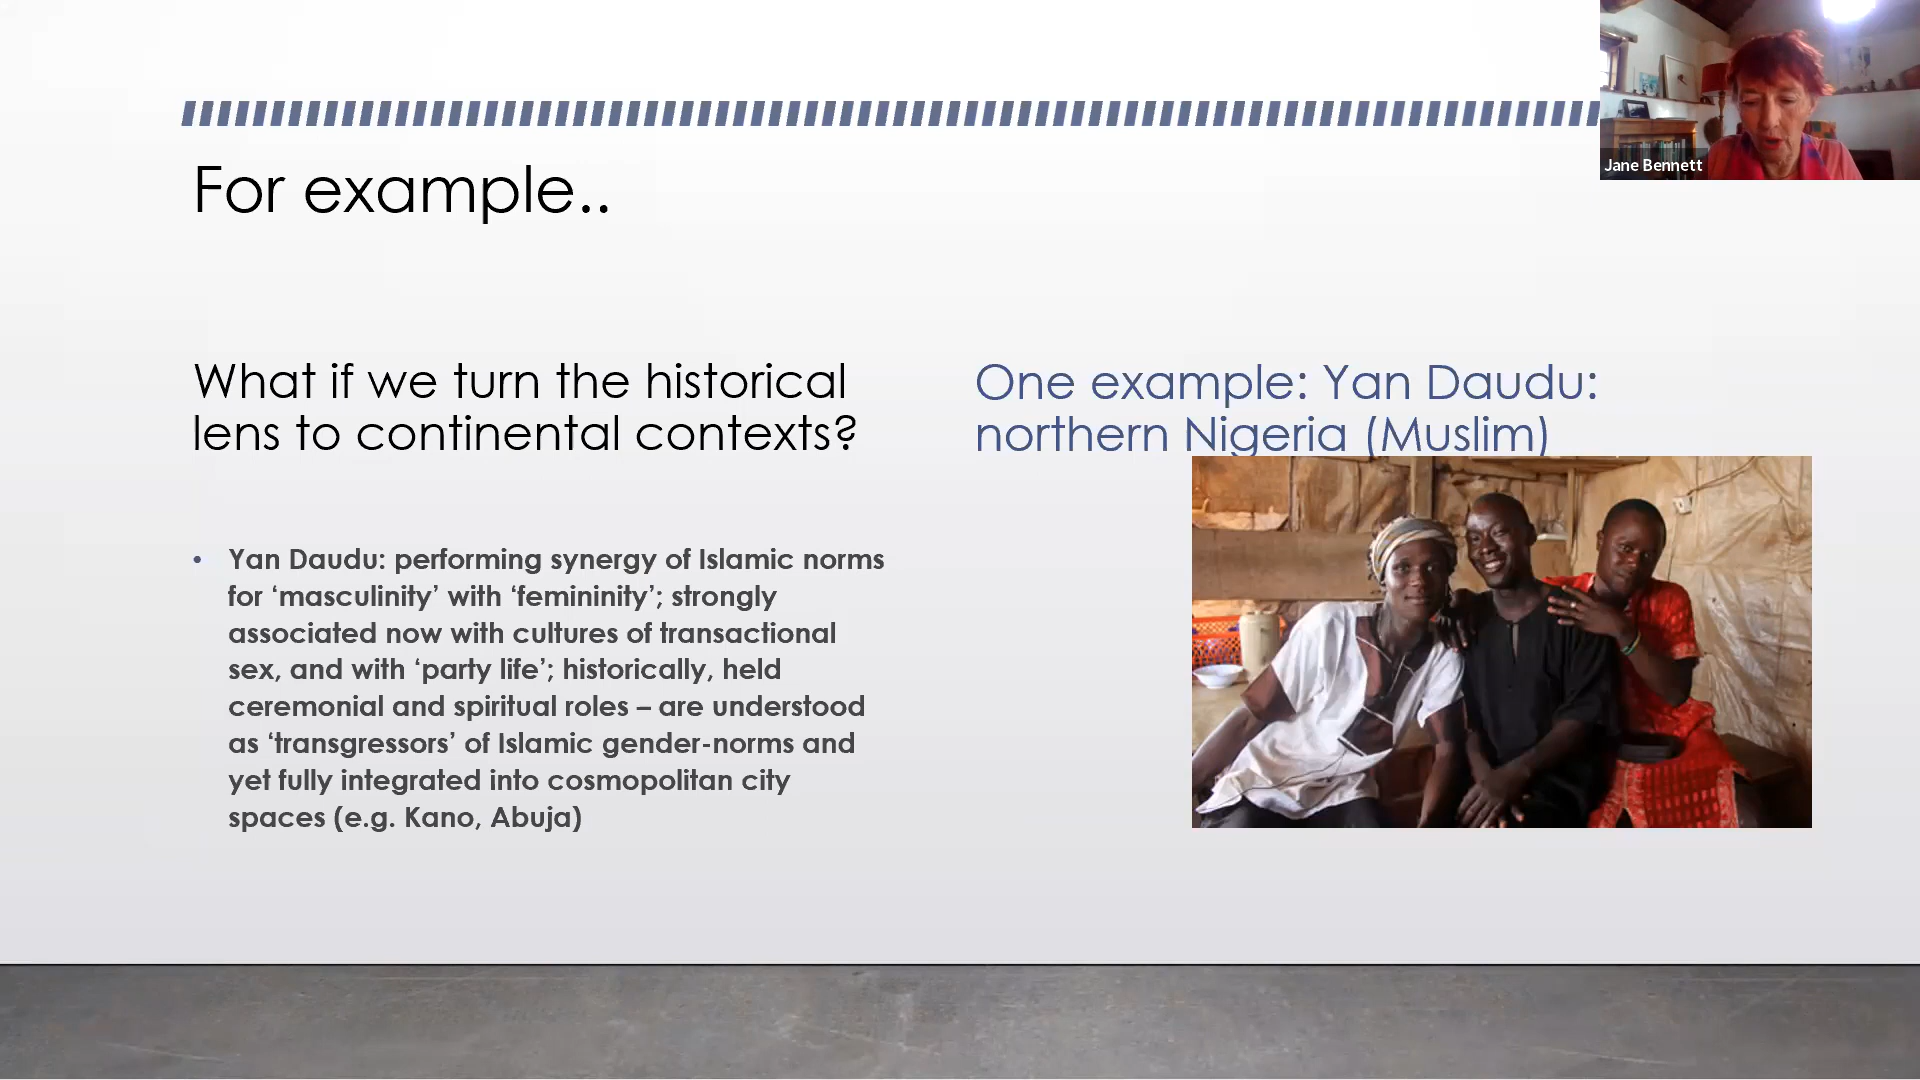 Jane Bennett
For example..
What if we turn the historical
lens to continental contexts?
• Yan Daudu: performing synergy of Islamic norms
for ‘masculinity’ with ‘femininity’; strongly
associated now with cultures of transactional
sex, and with ‘party life’; historically, held
ceremonial and spiritual roles – are understood
as ‘transgressors’ of Islamic gender-norms and
yet fully integrated into cosmopolitan city
spaces (e.g. Kano, Abuja)
One example: Yan Daudu:
northern Nigeria (Muslim)